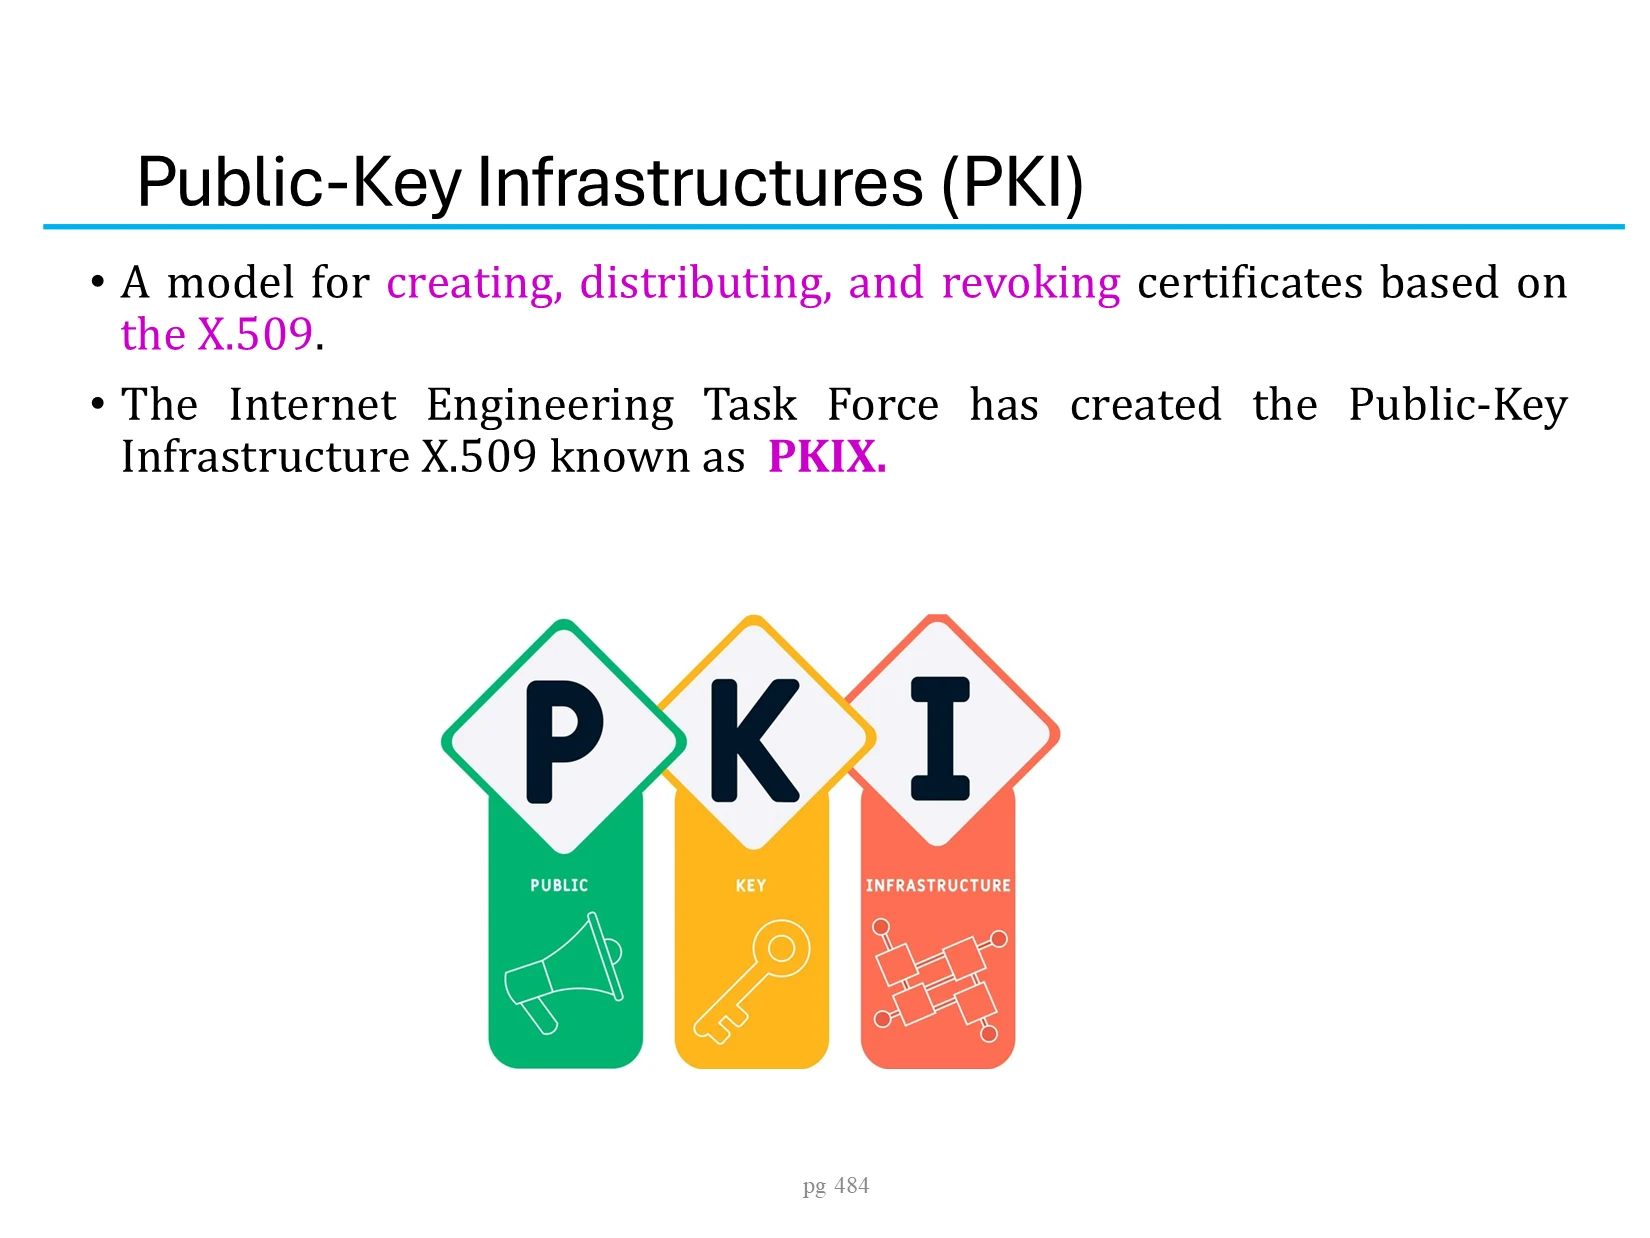 Public-Key Infrastructures (PKI)
• A model for creating, distributing, and revoking certificates based on
the X.509.
• The Internet Engineering Task Force has created the Public-Key
Infrastructure X.509 known as PKIX.
P K I
PUBLIC KEY INFRASTRUCTURE
pg 484